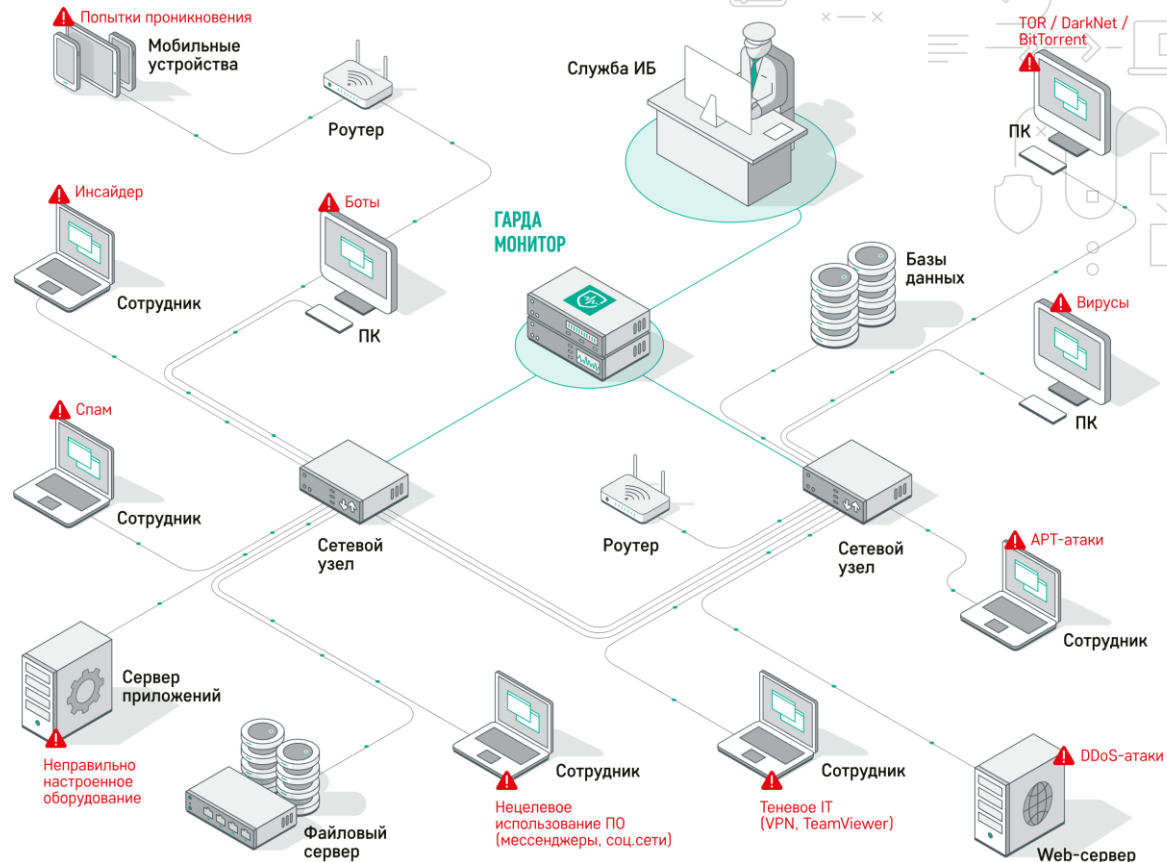 Попытки проникновения
Мобильные
устройства
Роутер
Служба ИБ
TOR / DarkNet /
BitTorrent
ПК
Инсайдер
Сотрудник
Боты
ПК
ГАРДА
МОНИТОР
Базы
данных
Вирусы
ПК
Спам
Сотрудник
Сетевой
узел
Роутер
Сетевой
узел
APT-атаки
Сотрудник
Сервер
приложений
Неправильно
настроенное
оборудование
Файловый
сервер
Сотрудник
Нецелевое
использование ПО
(мессенджеры, соц.сети)
Сотрудник
Теневое IT
(VPN, TeamViewer)
DDoS-атаки
Web-сервер